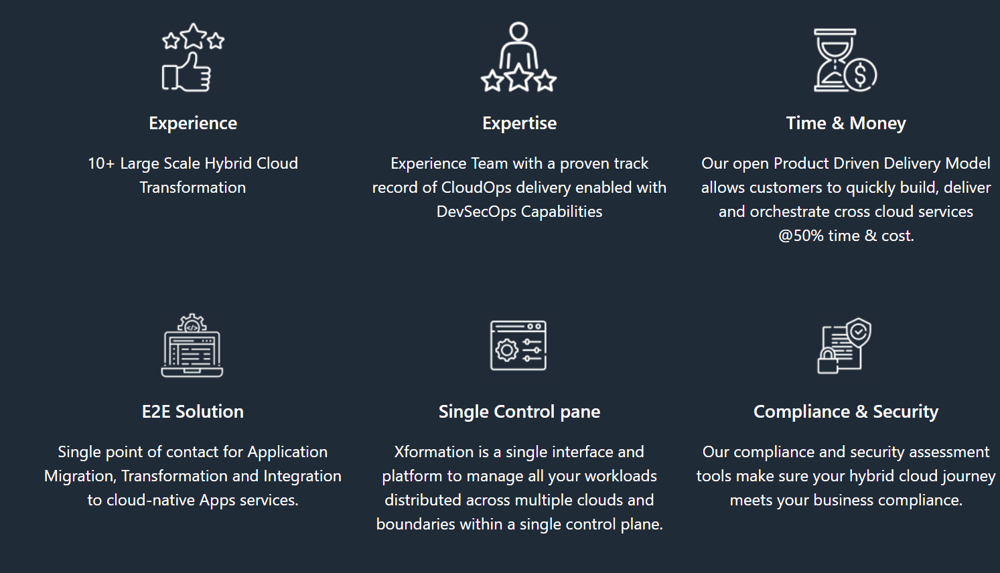 Experience
10+ Large Scale Hybrid Cloud
Transformation
Expertise
Experience Team with a proven track
record of CloudOps delivery enabled with
DevSecOps Capabilities
Time & Money
Our open Product Driven Delivery Model
allows customers to quickly build, deliver
and orchestrate cross cloud services
@50% time & cost.
E2E Solution
Single point of contact for Application
Migration, Transformation and Integration
to cloud-native Apps services.
Single Control pane
Xformation is a single interface and
platform to manage all your workloads
distributed across multiple clouds and
boundaries within a single control plane.
Compliance & Security
Our compliance and security assessment
tools make sure your hybrid cloud journey
meets your business compliance.